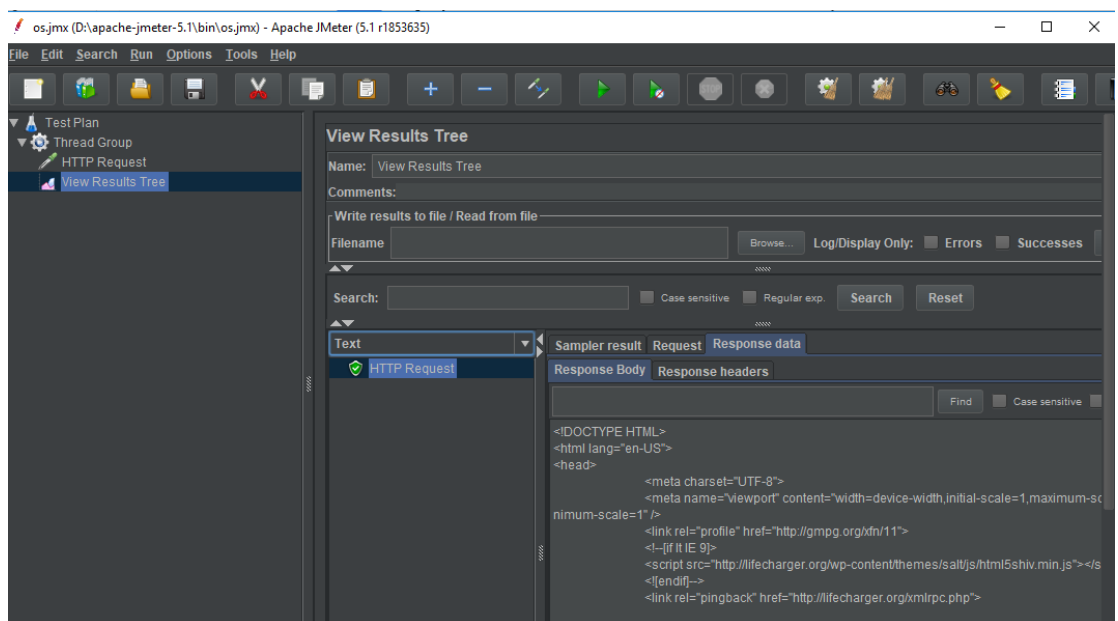 os.jmx (D:\apache-jmeter-5.1\bin\os.jmx) - Apache JMeter (5.1 r1853635)
File Edit Search Run Options Tools Help
STOP
Test Plan
Thread Group
HTTP Request
View Results Tree
View Results Tree
Name: View Results Tree
Comments:
Write results to file / Read from file
Filename Browse... Log/Display Only: Errors Successes
Search: Case sensitive Regular exp. Search Reset
Text
HTTP Request
Sampler result Request Response data
Response Body Response headers
Find Case sensitive
<!DOCTYPE HTML>
<html lang="en-US">
<head>
<meta charset="UTF-8">
<meta name="viewport" content="width=device-width,initial-scale=1,maximum-sc
nimum-scale=1" />
<link rel="profile" href="http://gmpg.org/xfn/11">
<!--[if lt IE 9]>
<script src="http://lifecharger.org/wp-content/themes/salt/js/html5shiv.min.js"></s
<![endif]-->
<link rel="pingback" href="http://lifecharger.org/xmlrpc.php">